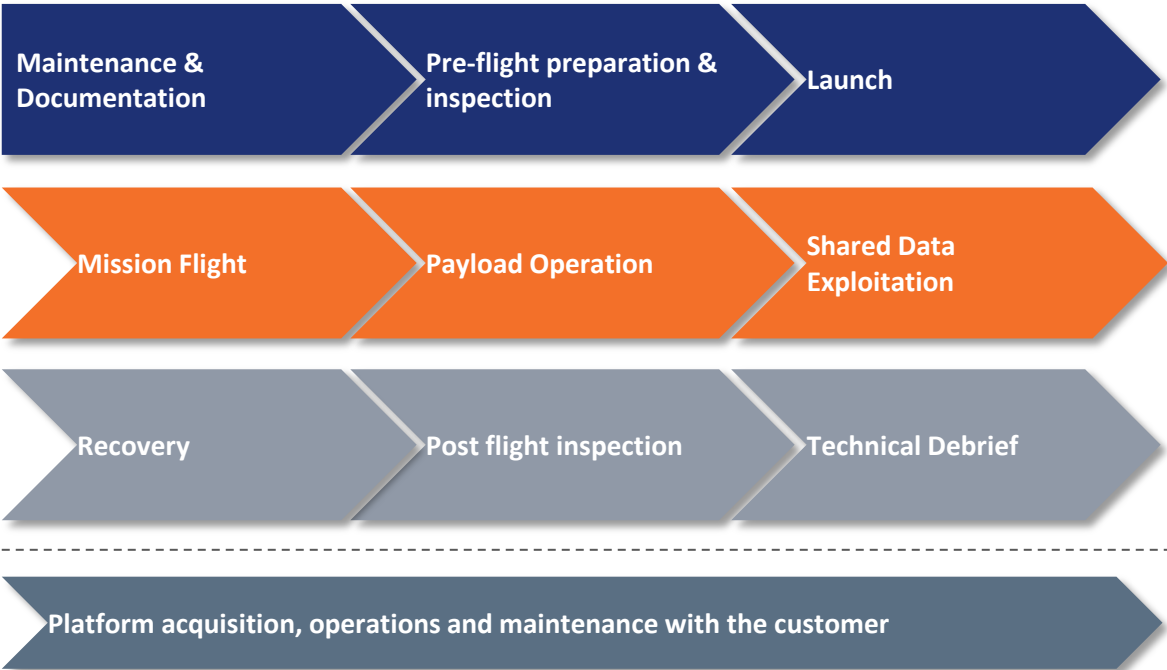 Maintenance &
Documentation
Pre-flight preparation &
inspection
Launch
Mission Flight
Payload Operation
Shared Data
Exploitation
Recovery
Post flight inspection
Technical Debrief
Platform acquisition, operations and maintenance with the customer